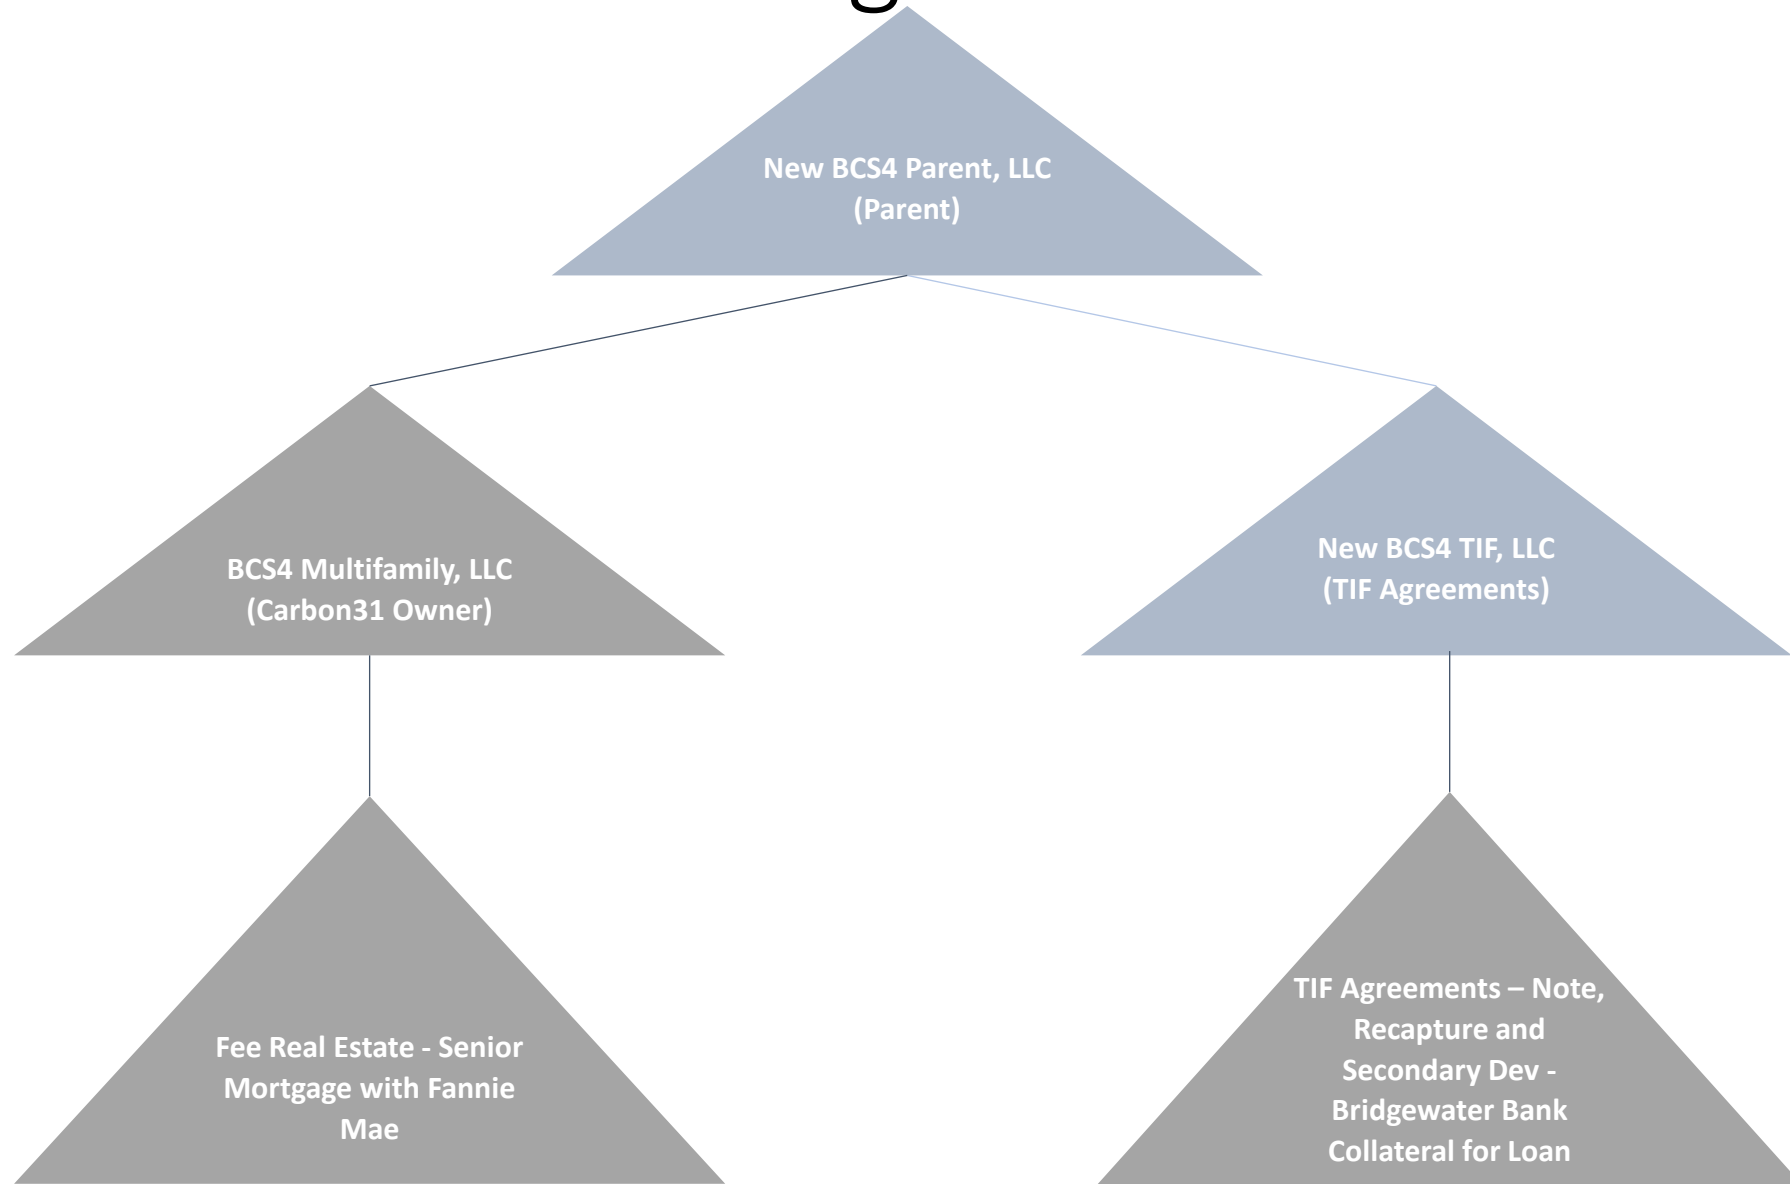 New BCS4 Parent, LLC
(Parent)
BCS4 Multifamily, LLC
(Carbon31 Owner)
New BCS4 TIF, LLC
(TIF Agreements)
Fee Real Estate - Senior
Mortgage with Fannie
Mae
TIF Agreements – Note,
Recapture and
Secondary Dev -
Bridgewater Bank
Collateral for Loan